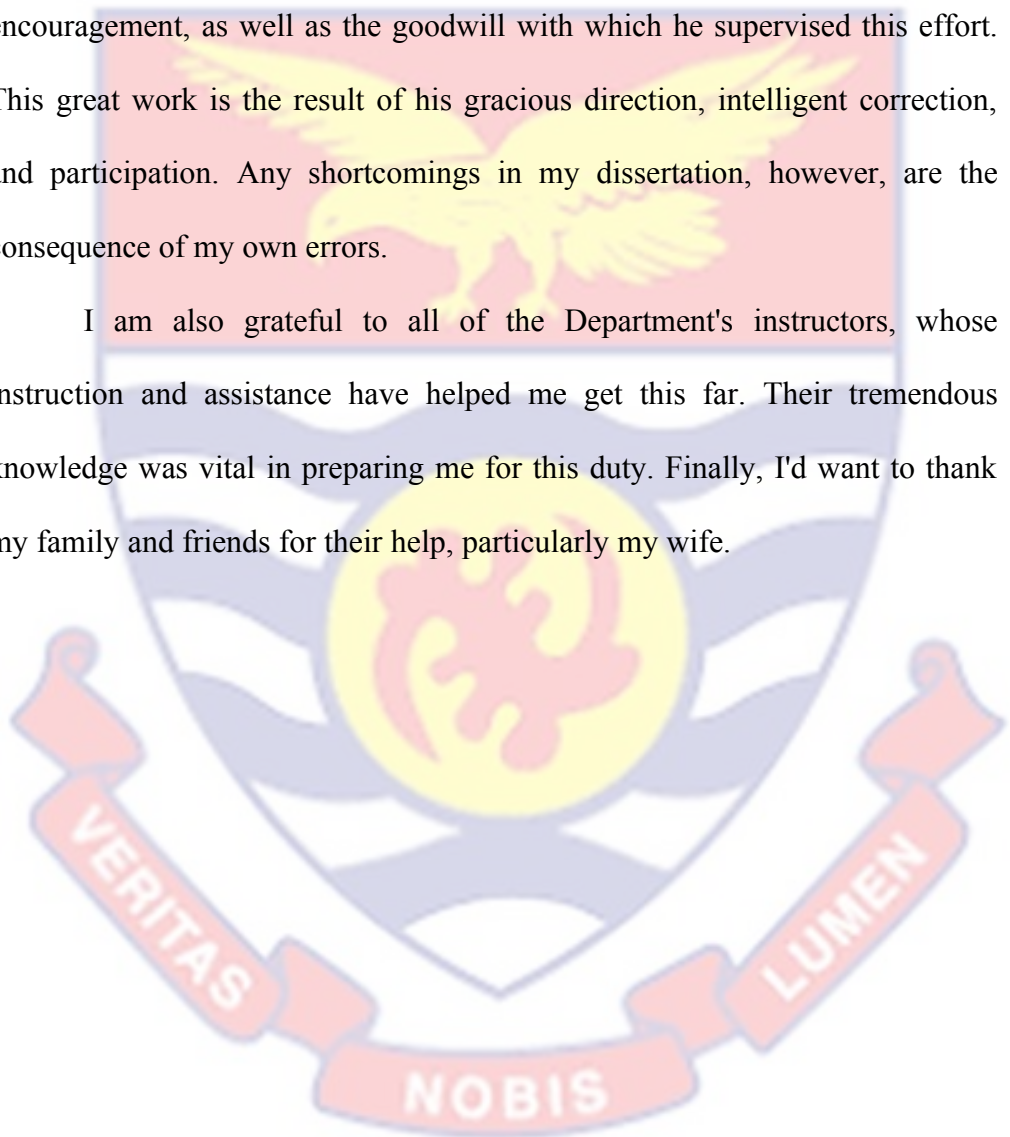 encouragement, as well as the goodwill with which he supervised this effort.
This great work is the result of his gracious direction, intelligent correction,
and participation. Any shortcomings in my dissertation, however, are the
consequence of my own errors.
I am also grateful to all of the Department's instructors, whose
instruction and assistance have helped me get this far. Their tremendous
knowledge was vital in preparing me for this duty. Finally, I'd want to thank
my family and friends for their help, particularly my wife.
VERITAS
NOBIS
LUMEN